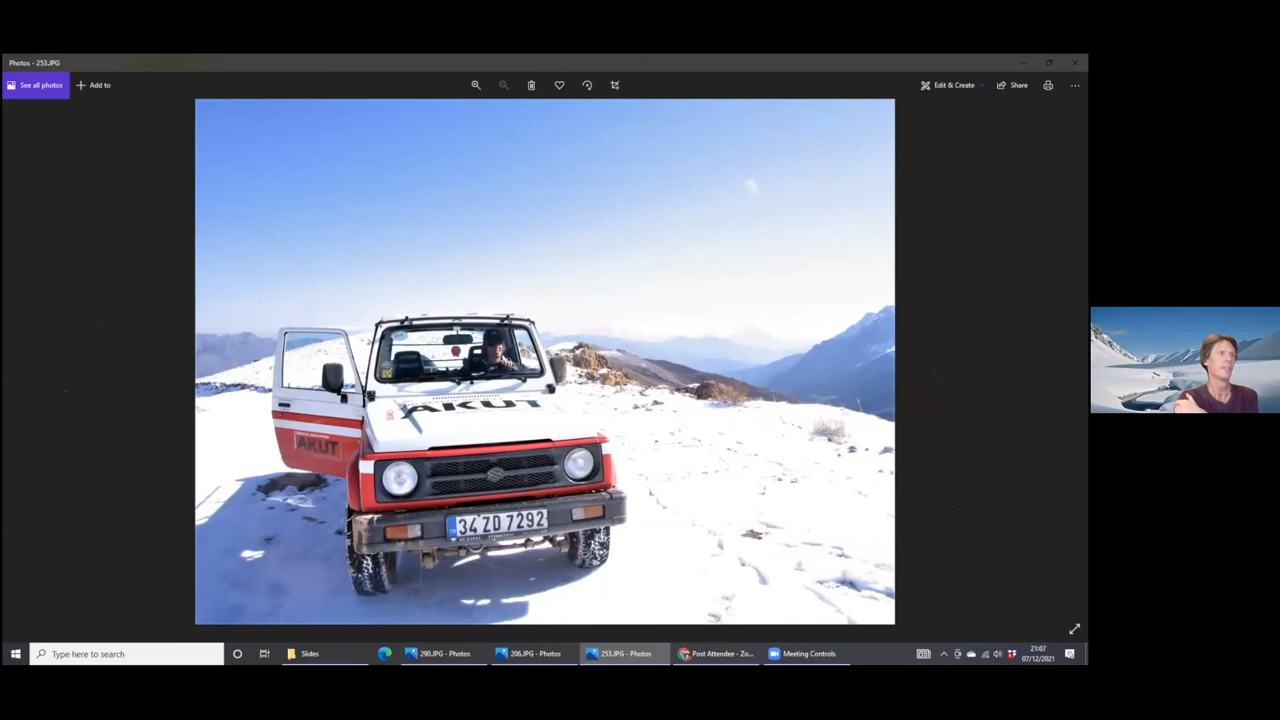 Photos - 253.JPG
See all photos
Add to
Edit & Create
Share
AKUT
AKUT
34 ZD 7292
TR
Type here to search
Slides
290.JPG - Photos
206.JPG - Photos
253.JPG - Photos
Post Attendee - Zo...
Meeting Controls
21:07
07/12/2021